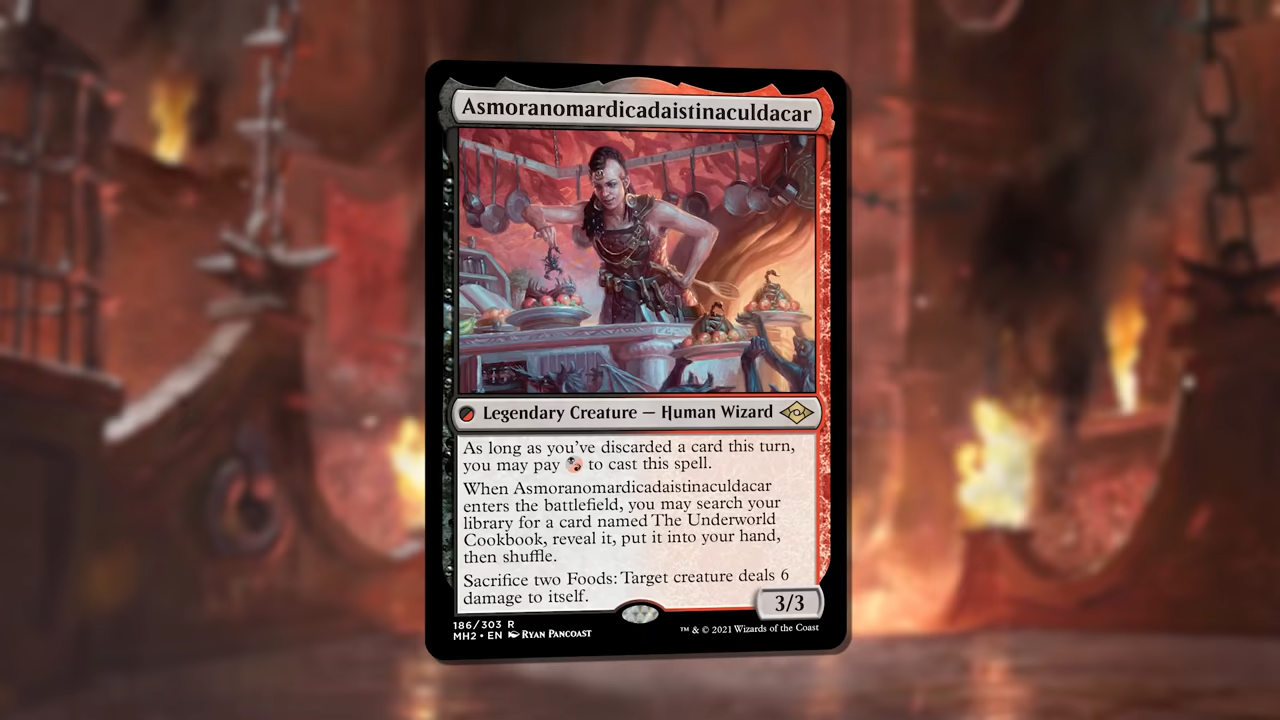 Asmoranomardicadaistinaculdacar
Legendary Creature — Human Wizard
As long as you've discarded a card this turn,
you may pay to cast this spell.
When Asmoranomardicadaistinaculdacar
enters the battlefield, you may search your
library for a card named The Underworld
Cookbook, reveal it, put it into your hand,
then shuffle.
Sacrifice two Foods: Target creature deals 6
damage to itself.
3/3
186/303 R
MH2 • EN RYAN PANCOAST
™ & © 2021 Wizards of the Coast